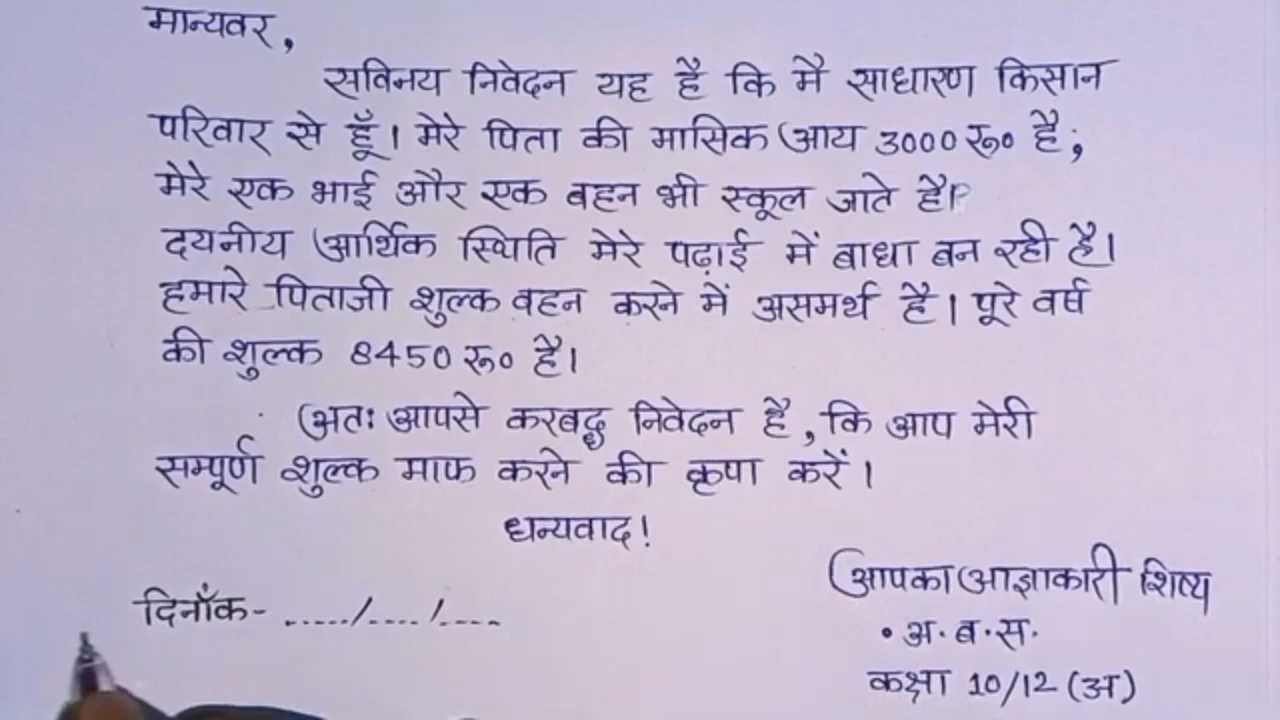 मान्यवर,
सविनय निवेदन यह है कि मै साधारण किसान
परिवार से हूँ। मेरे पिता की मासिक आय 3000 रू० है;
मेरे एक भाई और एक बहन भी स्कूल जाते है।
दयनीय आर्थिक स्थिति मेरे पढ़ाई में बाधा बन रही है।
हमारे पिताजी शुल्क वहन करने में असमर्थ है। पूरे वर्ष
की शुल्क 8450 रू० है।
अतः आपसे करबद्ध निवेदन है, कि आप मेरी
सम्पूर्ण शुल्क माफ करने की कृपा करें।
धन्यवाद!
आपका आज्ञाकारी शिष्य
दिनाँक- ...../..../....
• अ.ब.स.
कक्षा 10/12 (अ)